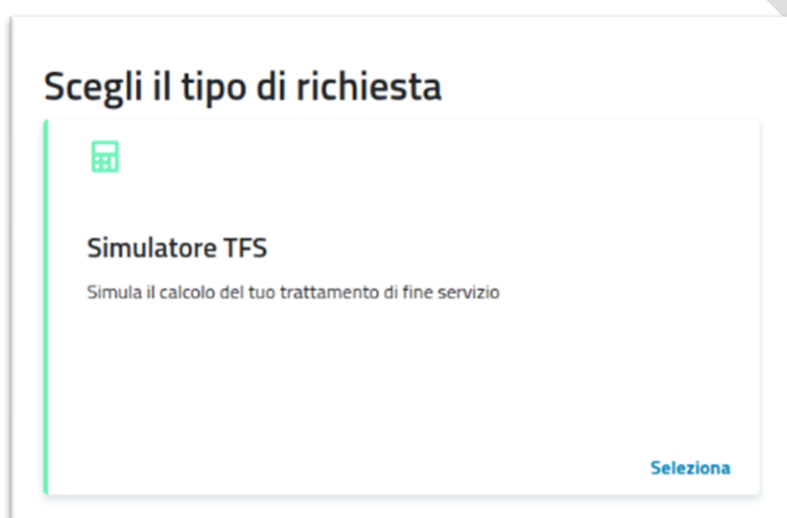 Scegli il tipo di richiesta
Simulatore TFS
Simula il calcolo del tuo trattamento di fine servizio
Seleziona